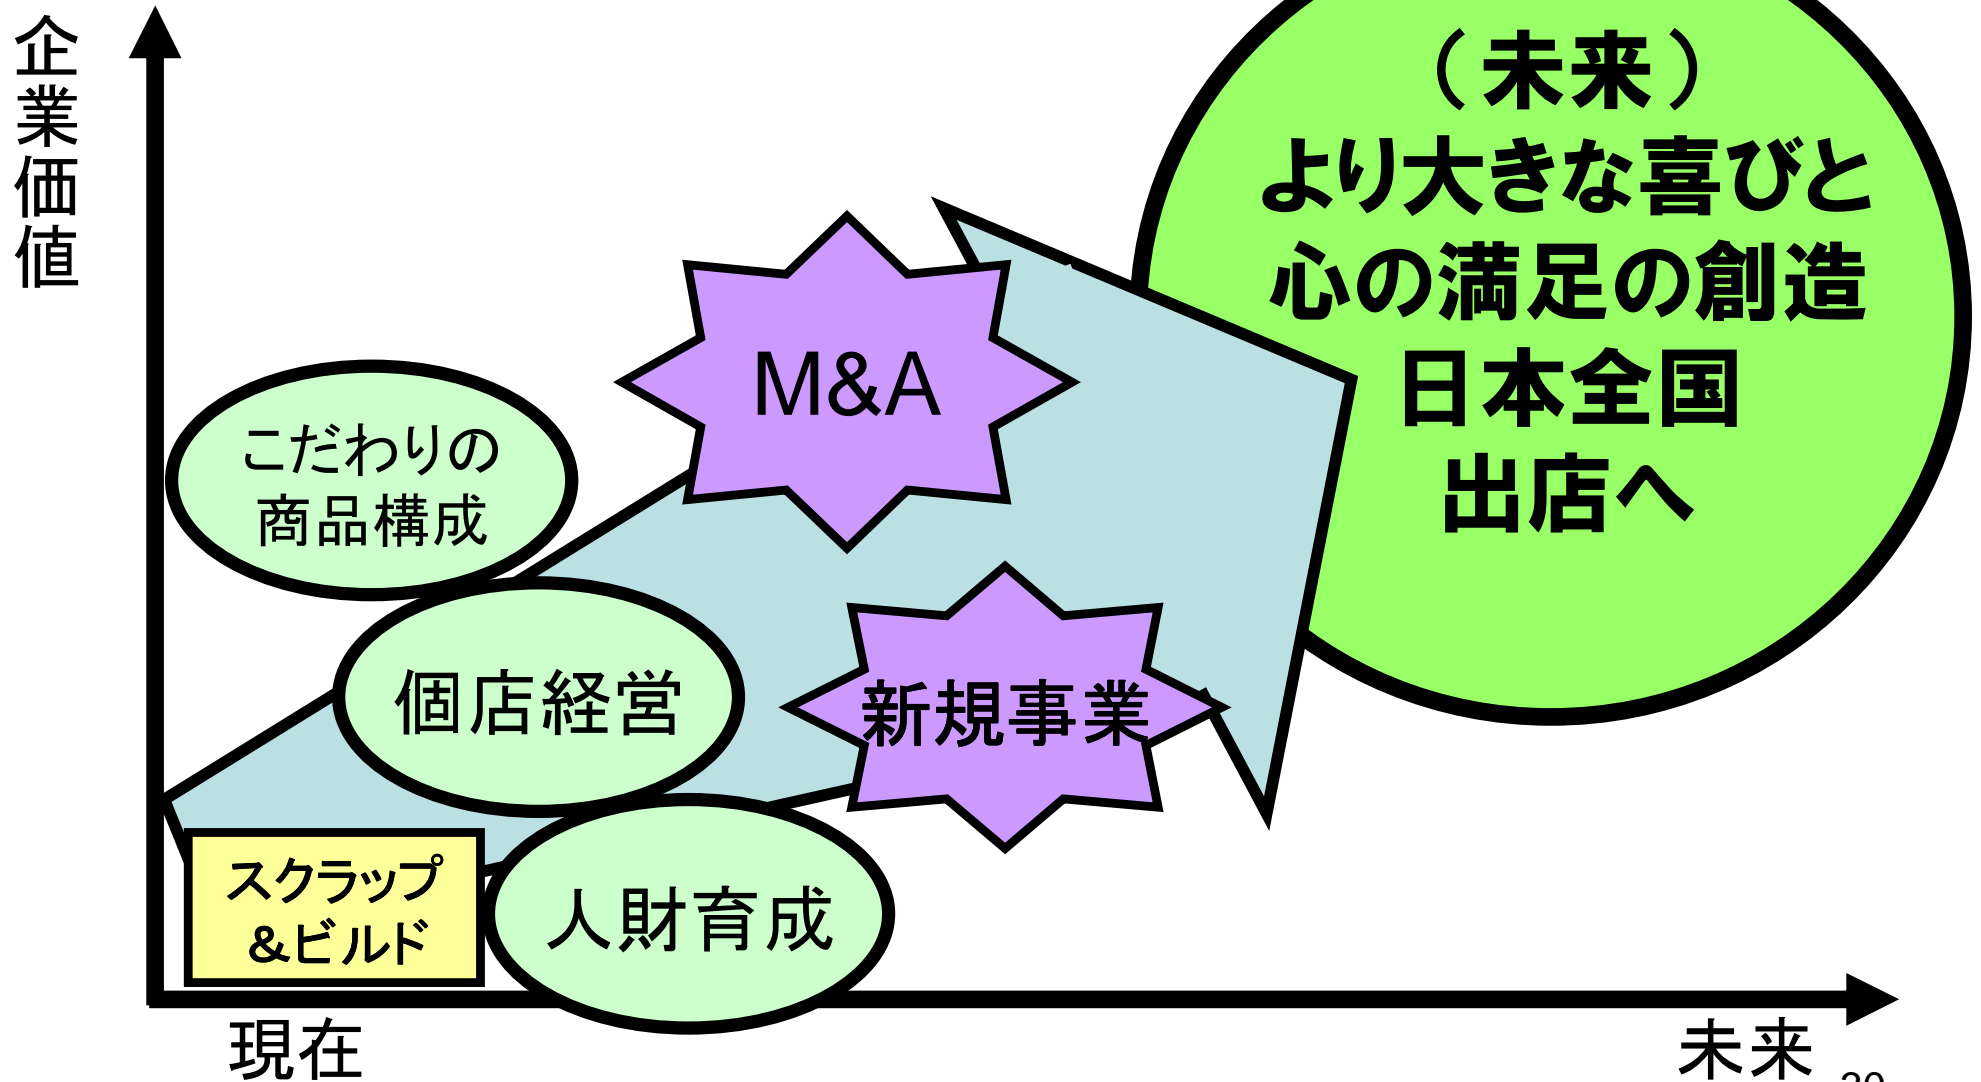 企業価値
（未来）
より大きな喜びと
心の満足の創造
日本全国
出店へ
M&A
こだわりの
商品構成
個店経営
新規事業
スクラップ
&ビルド
人財育成
現在
未来